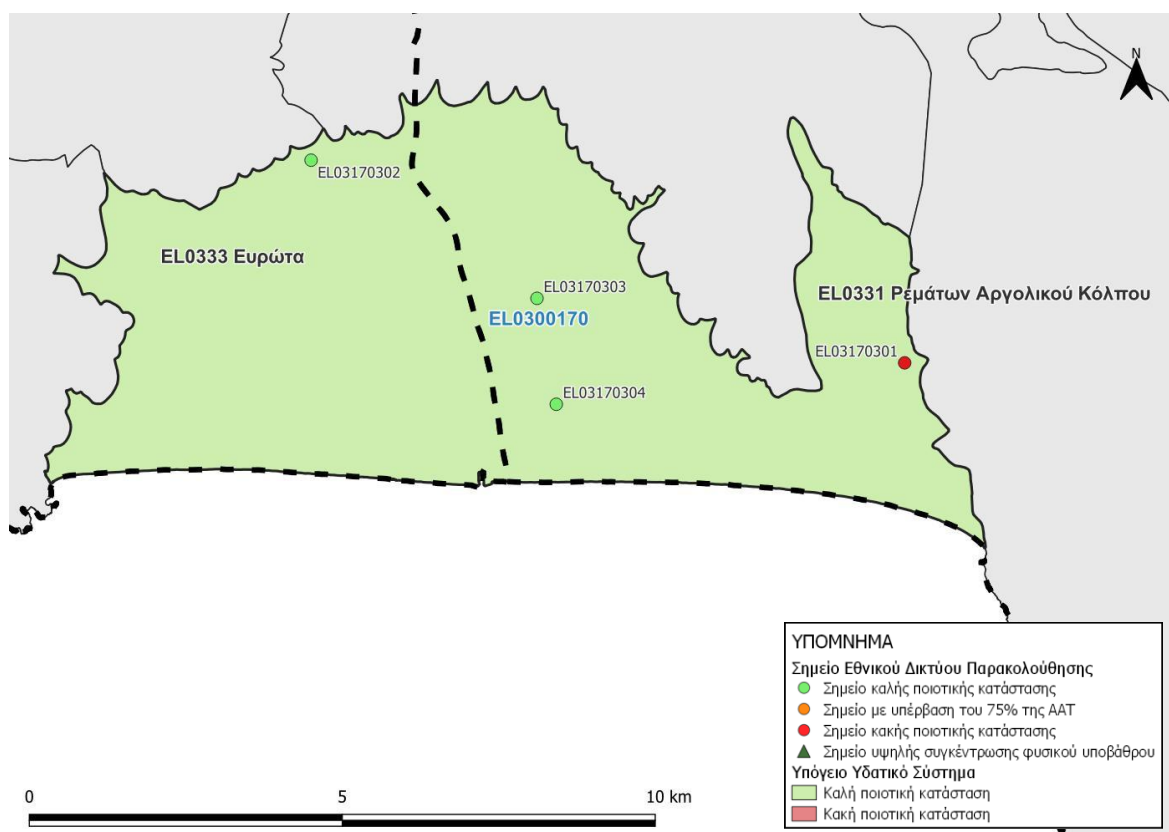 N
EL03170302
EL0333 Ευρώτα
EL03170303
EL0331 Ρεμάτων Αργολικού Κόλπου
EL0300170
EL03170301
EL03170304
ΥΠΟΜΝΗΜΑ
Σημείο Εθνικού Δικτύου Παρακολούθησης
Σημείο καλής ποιοτικής κατάστασης
Σημείο με υπέρβαση του 75% της ΑΑΤ
Σημείο κακής ποιοτικής κατάστασης
Σημείο υψηλής συγκέντρωσης φυσικού υποβάθρου
Υπόγειο Υδατικό Σύστημα
Καλή ποιοτική κατάσταση
Κακή ποιοτική κατάσταση
0 5 10 km